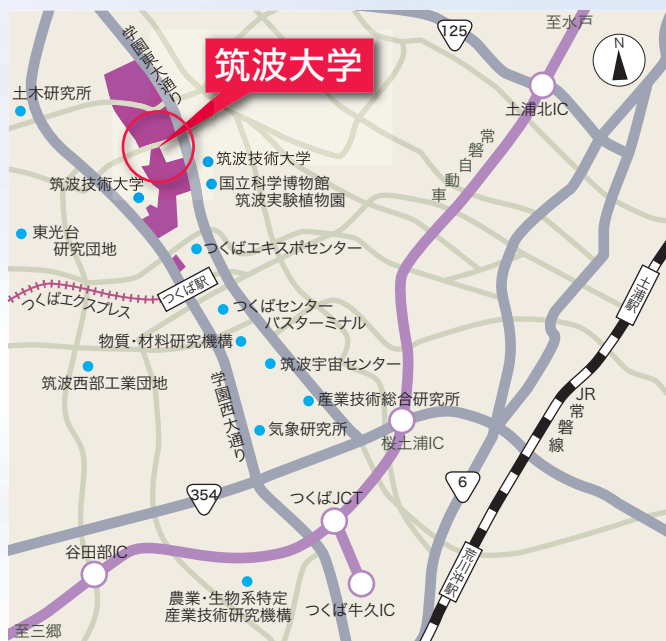 至水戸
125
N
学園東大通り
筑波大学
土木研究所
土浦北IC
常磐自動車
筑波技術大学
国立科学博物館
筑波実験植物園
筑波技術大学
東光台
研究団地
つくばエキスポセンター
つくば駅
つくばエクスプレス
土浦駅
つくばセンター
バスターミナル
物質・材料研究機構
筑波宇宙センター
筑波西部工業団地
学園西大通り
産業技術総合研究所
JR常磐線
気象研究所
桜土浦IC
354
6
つくばJCT
谷田部IC
荒川沖駅
農業・生物系特定
産業技術研究機構
つくば牛久IC
至三郷